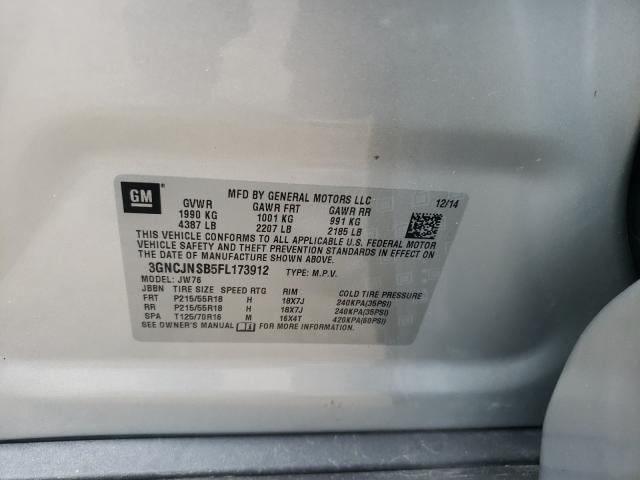 GM
MFD BY GENERAL MOTORS LLC 12/14
GVWR GAWR FRT GAWR RR
1990 KG 1001 KG 991 KG
4387 LB 2207 LB 2185 LB
THIS VEHICLE CONFORMS TO ALL APPLICABLE U.S. FEDERAL MOTOR
VEHICLE SAFETY AND THEFT PREVENTION STANDARDS IN EFFECT ON
THE DATE OF MANUFACTURE SHOWN ABOVE.
3GNCJNSB5FL173912 TYPE: M.P.V.
MODEL: JW76
JBBN TIRE SIZE SPEED RTG RIM COLD TIRE PRESSURE
FRT P215/55R18 H 18X7J 240KPA(35PSI)
RR P215/55R18 H 18X7J 240KPA(35PSI)
SPA T125/70R16 M 16X4T 420KPA(60PSI)
SEE OWNER'S MANUAL FOR MORE INFORMATION.